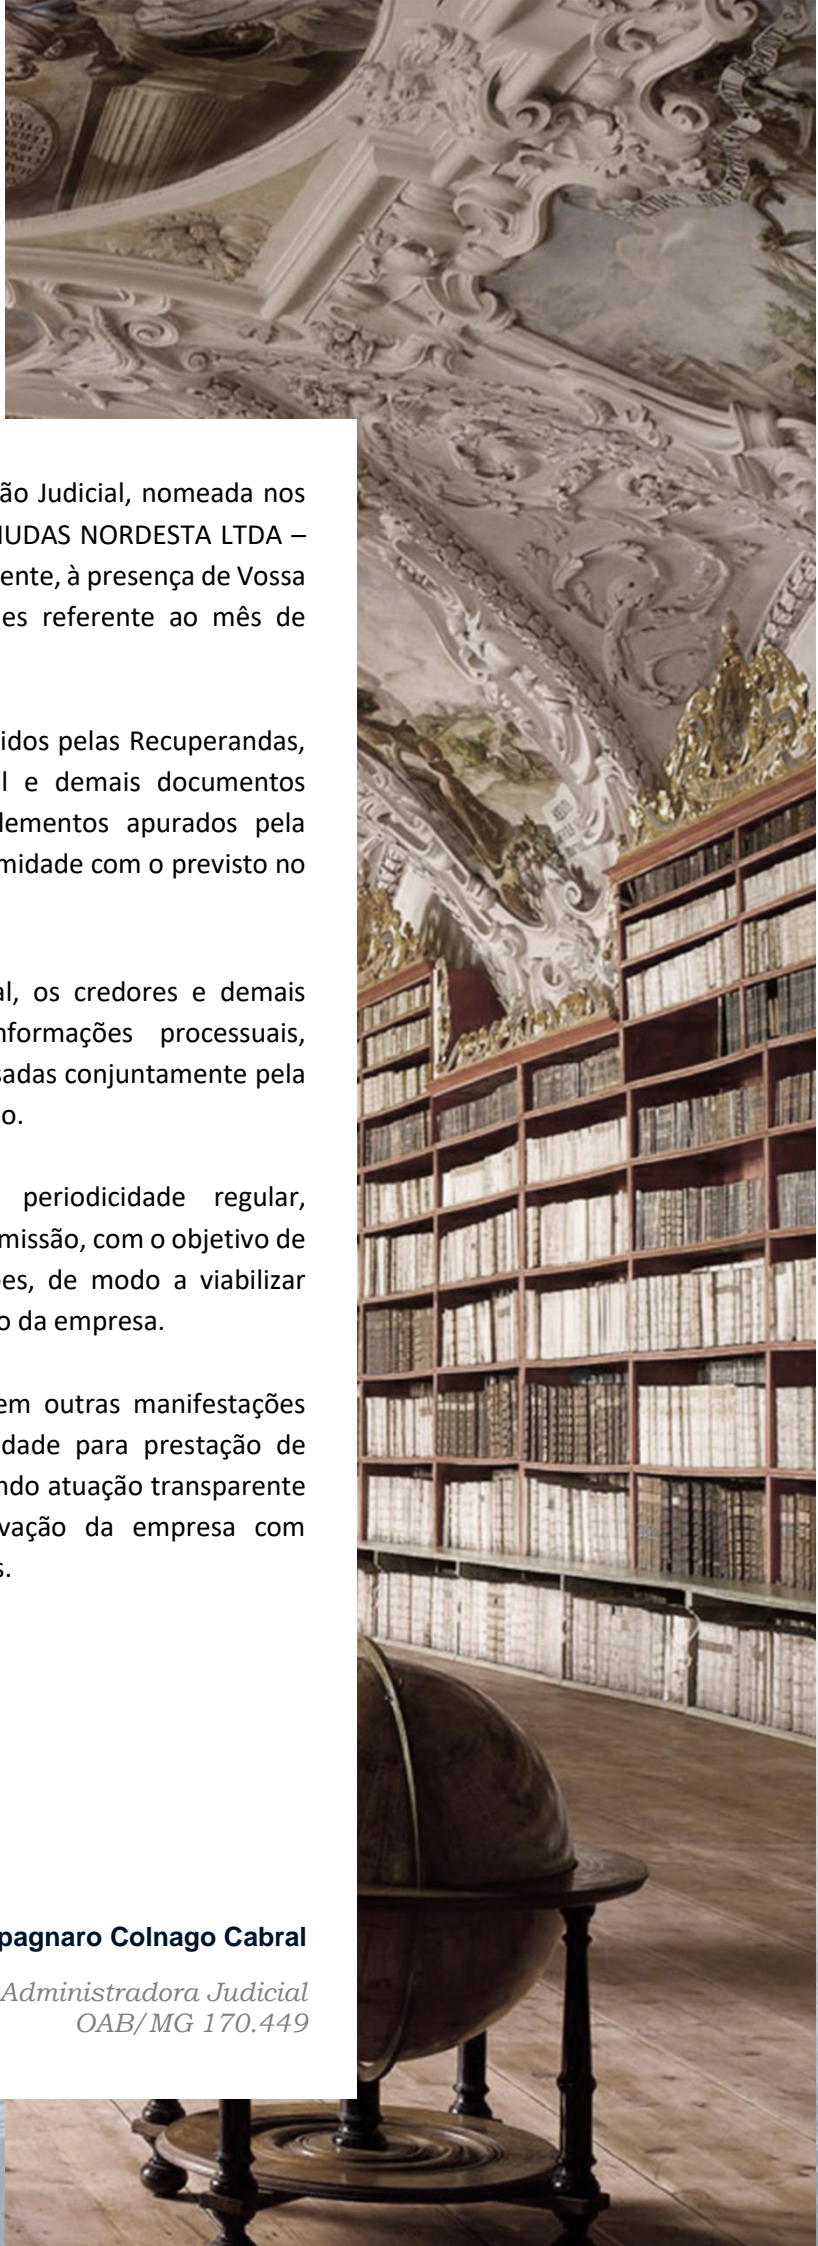 ão Judicial, nomeada nos
UDAS NORDESTA LTDA –
ente, à presença de Vossa
es referente ao mês de
idos pelas Recuperandas,
l e demais documentos
lementos apurados pela
midade com o previsto no
al, os credores e demais
nformações processuais,
sadas conjuntamente pela
o.
periodicidade regular,
missão, com o objetivo de
es, de modo a viabilizar
o da empresa.
em outras manifestações
dade para prestação de
ndo atuação transparente
vação da empresa com
s.
pagnaro Colnago Cabral
Administradora Judicial
OAB/MG 170.449